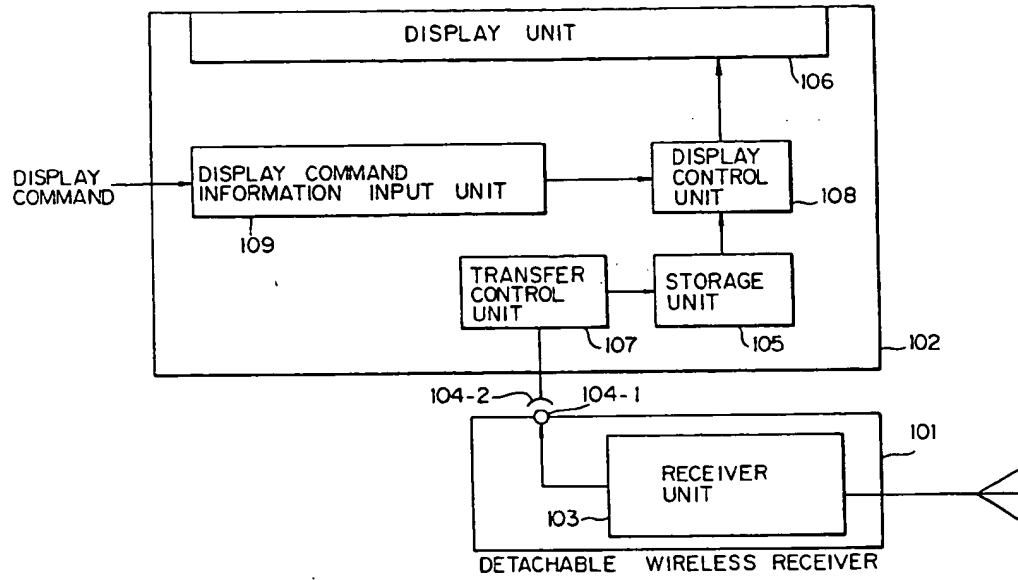 DISPLAY UNIT
106
DISPLAY
COMMAND
DISPLAY COMMAND
INFORMATION INPUT UNIT
109
DISPLAY
CONTROL
UNIT
108
TRANSFER
CONTROL
UNIT
107
STORAGE
UNIT
105
102
104-2
104-1
101
RECEIVER
UNIT
103
DETACHABLE WIRELESS RECEIVER